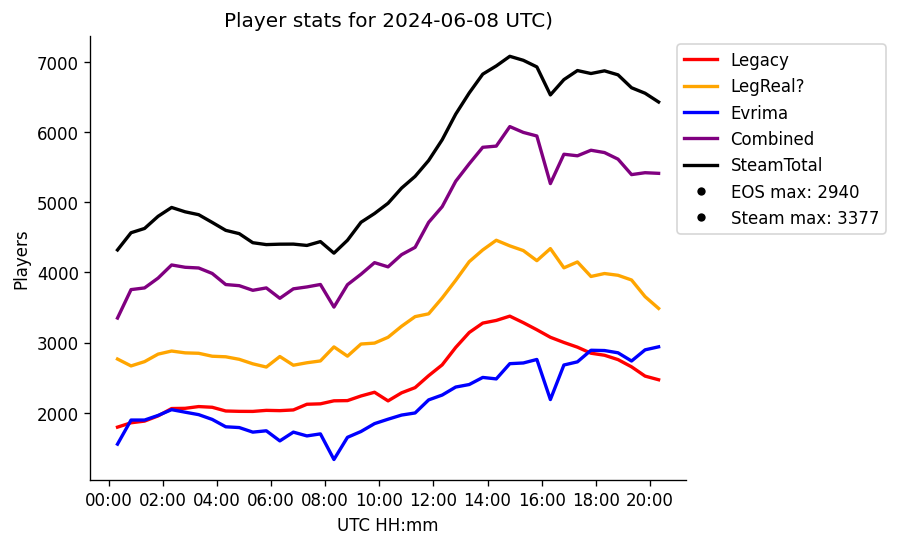 Player stats for 2024-06-08 UTC)
Players
7000
6000
5000
4000
3000
2000
00:00 02:00 04:00 06:00 08:00 10:00 12:00 14:00 16:00 18:00 20:00
UTC HH:mm
Legacy
LegReal?
Evrima
Combined
SteamTotal
EOS max: 2940
Steam max: 3377